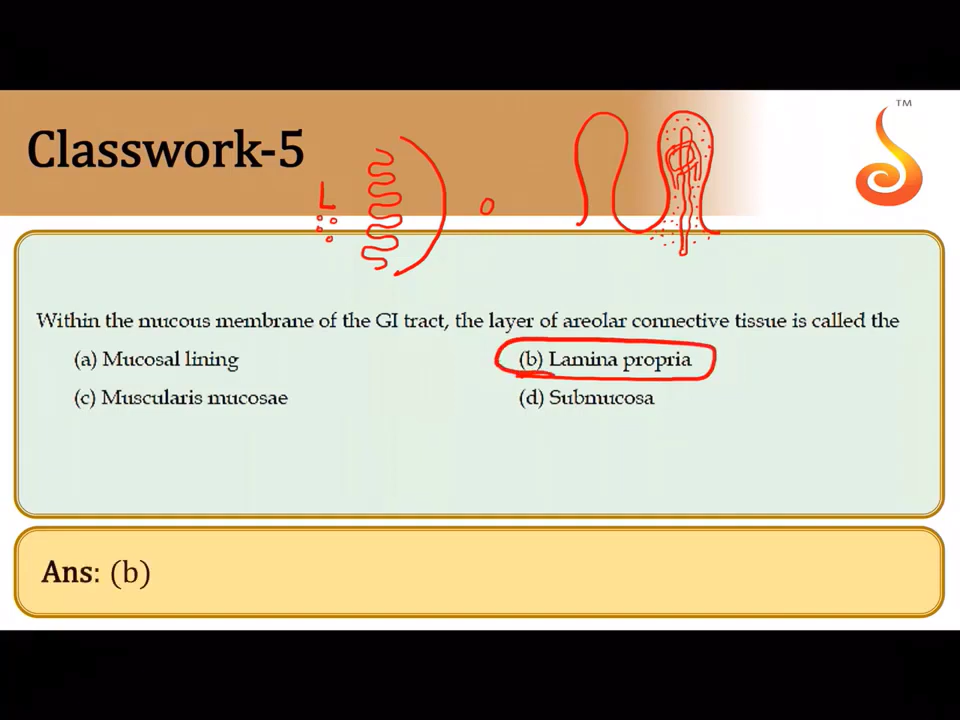 TM
Classwork-5
L
Within the mucous membrane of the GI tract, the layer of areolar connective tissue is called the
(a) Mucosal lining (b) Lamina propria
(c) Muscularis mucosae (d) Submucosa
Ans: (b)